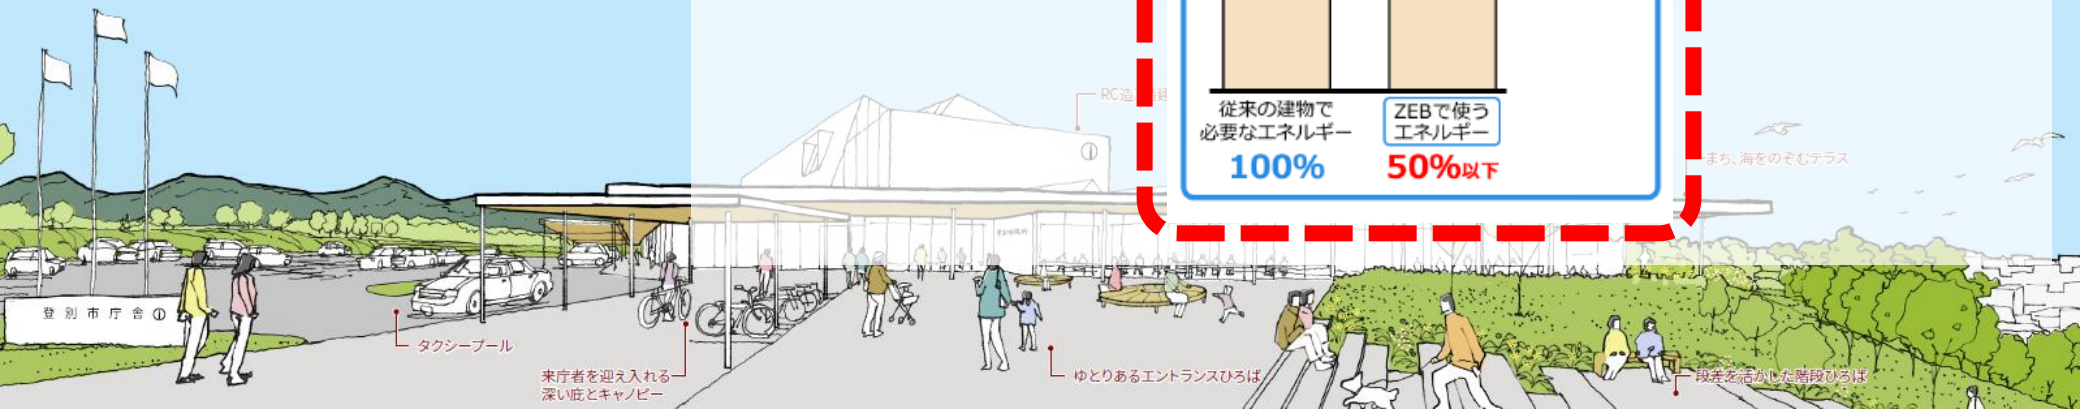 従来の建物で
必要なエネルギー
100%
ZEBで使う
エネルギー
50%以下
まち、海をのぞむテラス
登別市庁舎
タクシープール
来庁者を迎え入れる
深い庇とキャノピー
ゆとりあるエントランスひろば
段差を活かした階段ひろば